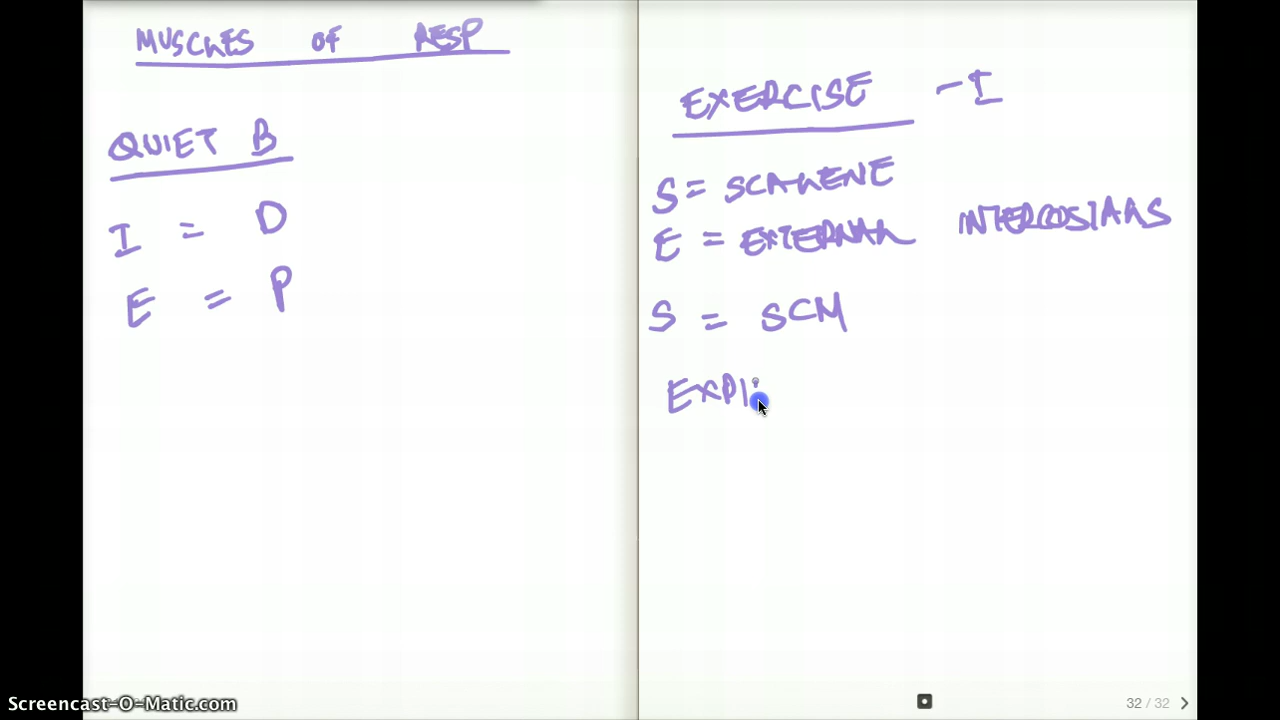 MUSCLES OF RESP
QUIET B
I = D
E = P
EXERCISE - I
S = SCALENE
E = EXTERNAL INTERCOSTALS
S = SCM
EXPI
Screencast-O-Matic.com
32 / 32